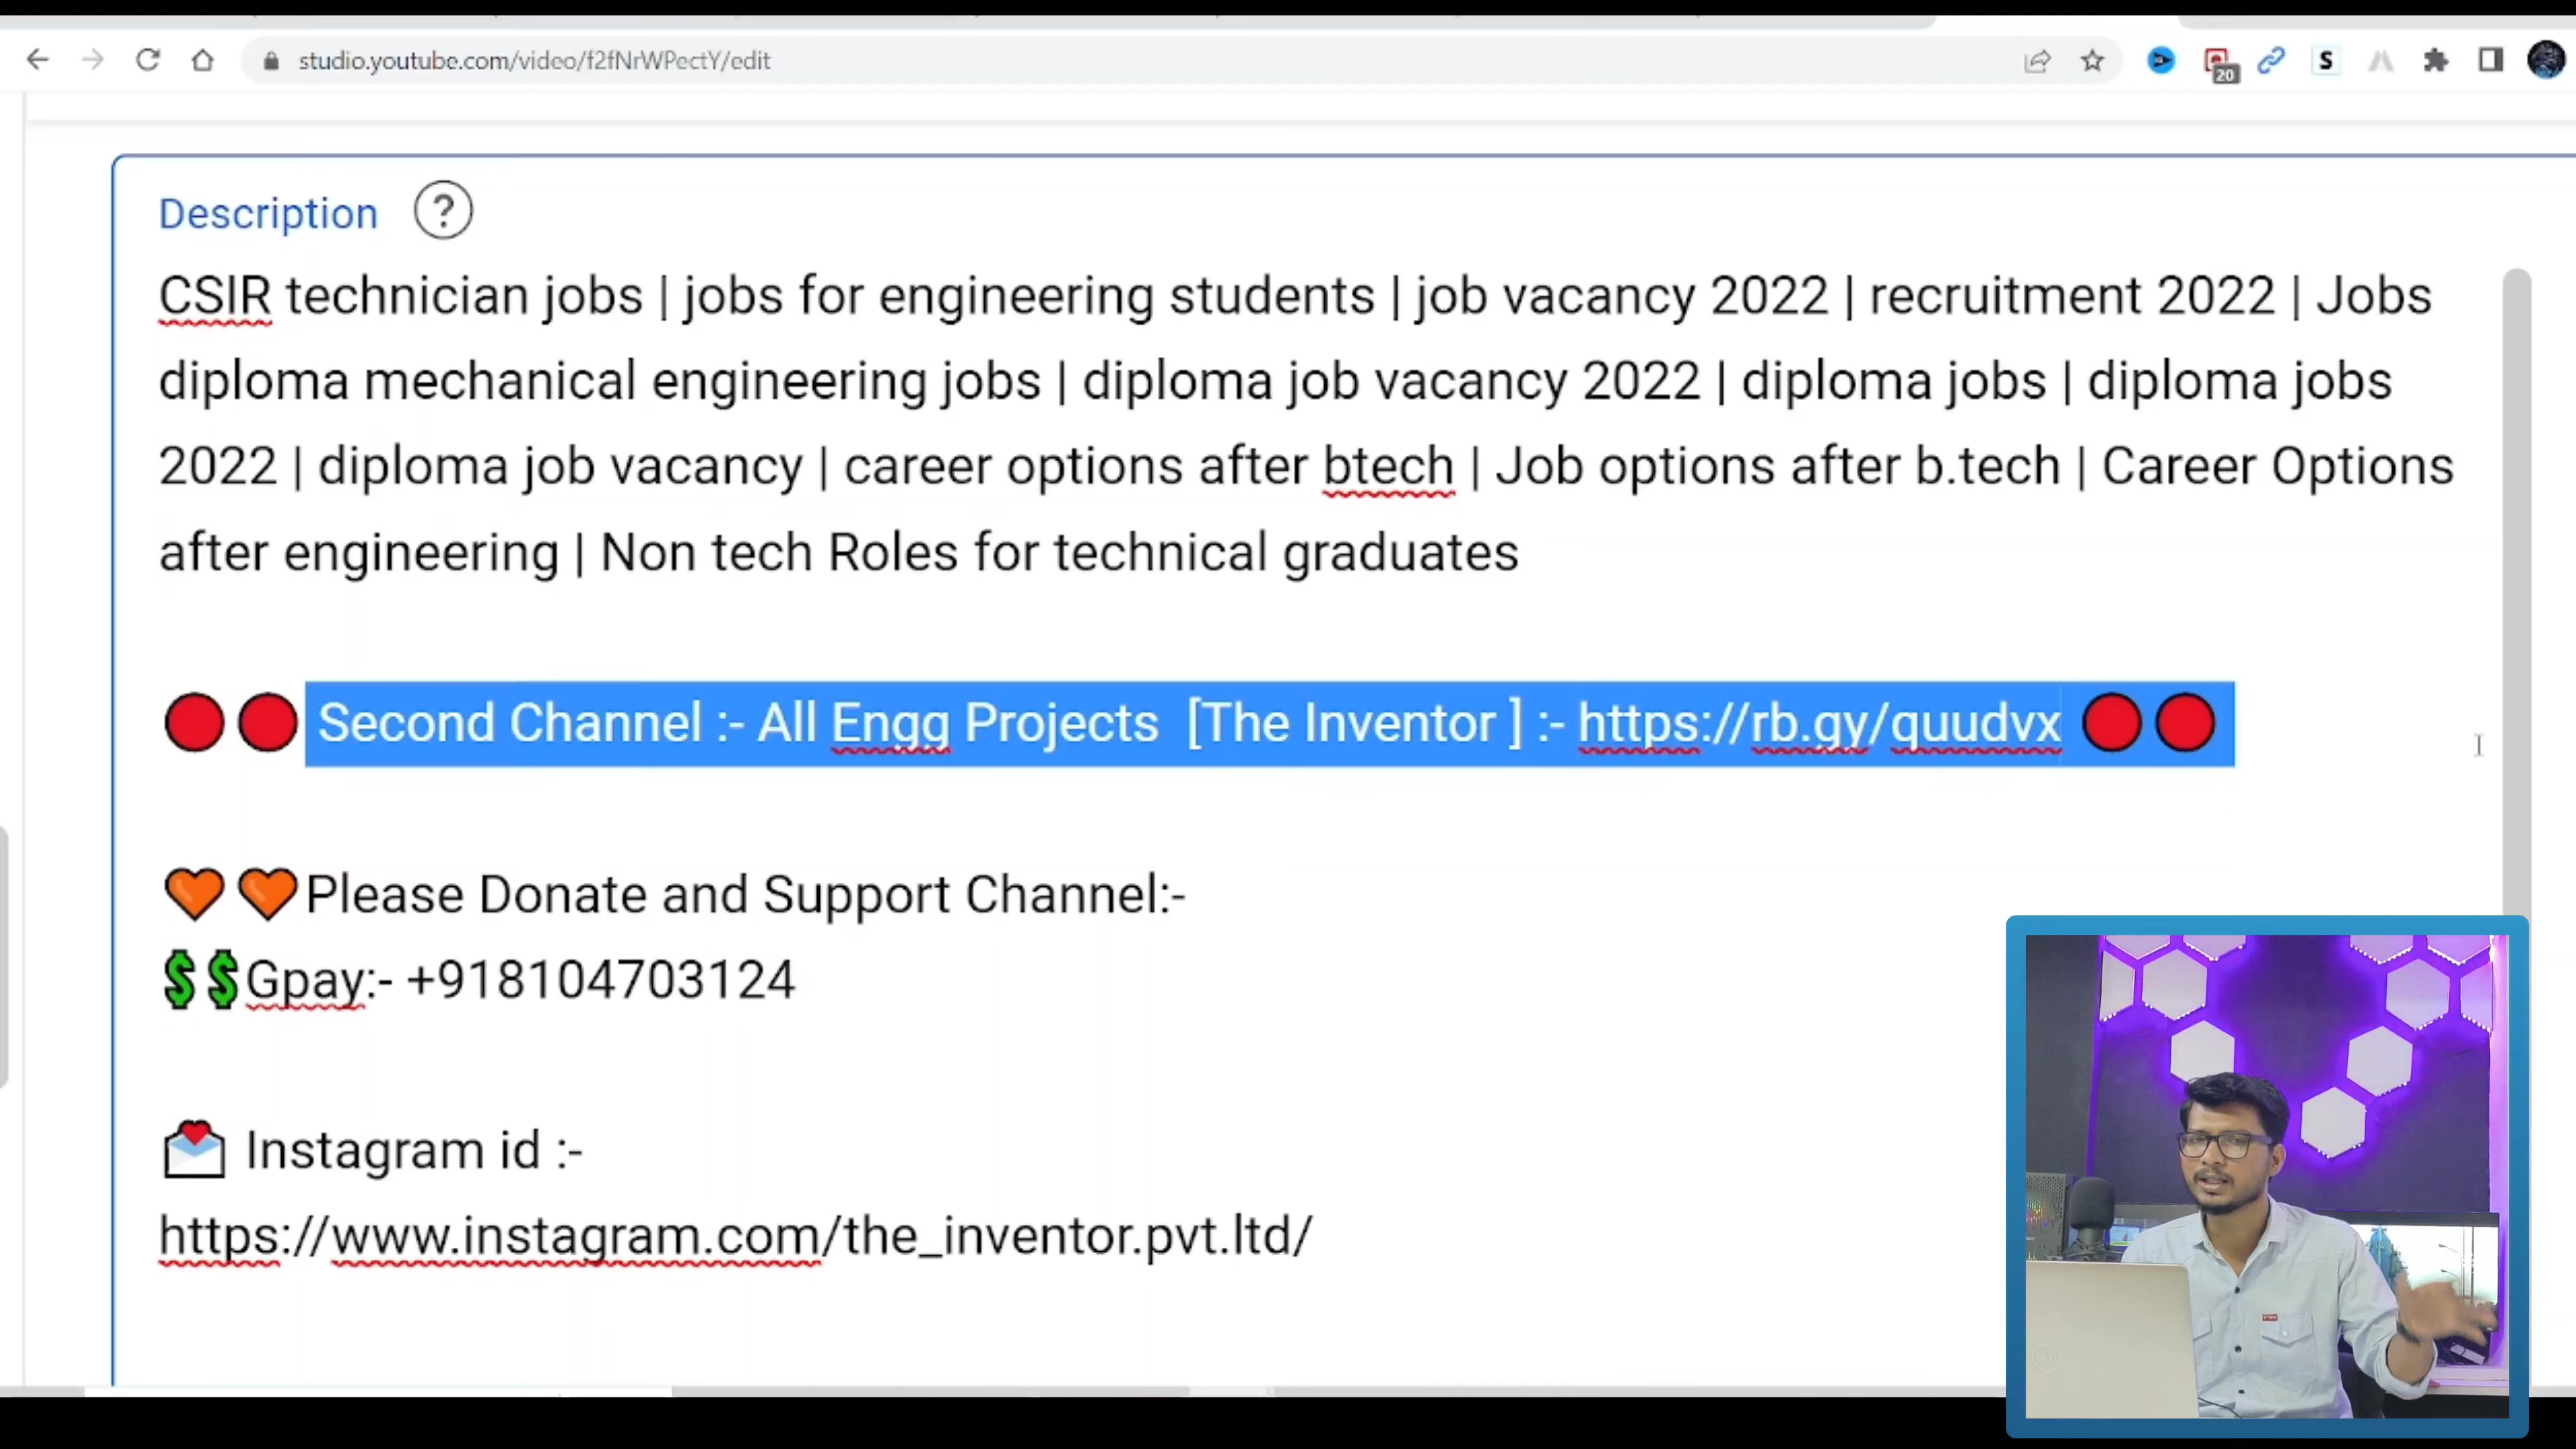 studio.youtube.com/video/f2fNrWPectY/edit
20
S
Description ?
CSIR technician jobs | jobs for engineering students | job vacancy 2022 | recruitment 2022 | Jobs
diploma mechanical engineering jobs | diploma job vacancy 2022 | diploma jobs | diploma jobs
2022 | diploma job vacancy | career options after btech | Job options after b.tech | Career Options
after engineering | Non tech Roles for technical graduates
🔴🔴 Second Channel :- All Engg Projects  [The Inventor ] :- https://rb.gy/quudvx 🔴🔴
🧡🧡Please Donate and Support Channel:-
💲💲Gpay:- +918104703124
💌 Instagram id :-
https://www.instagram.com/the_inventor.pvt.ltd/